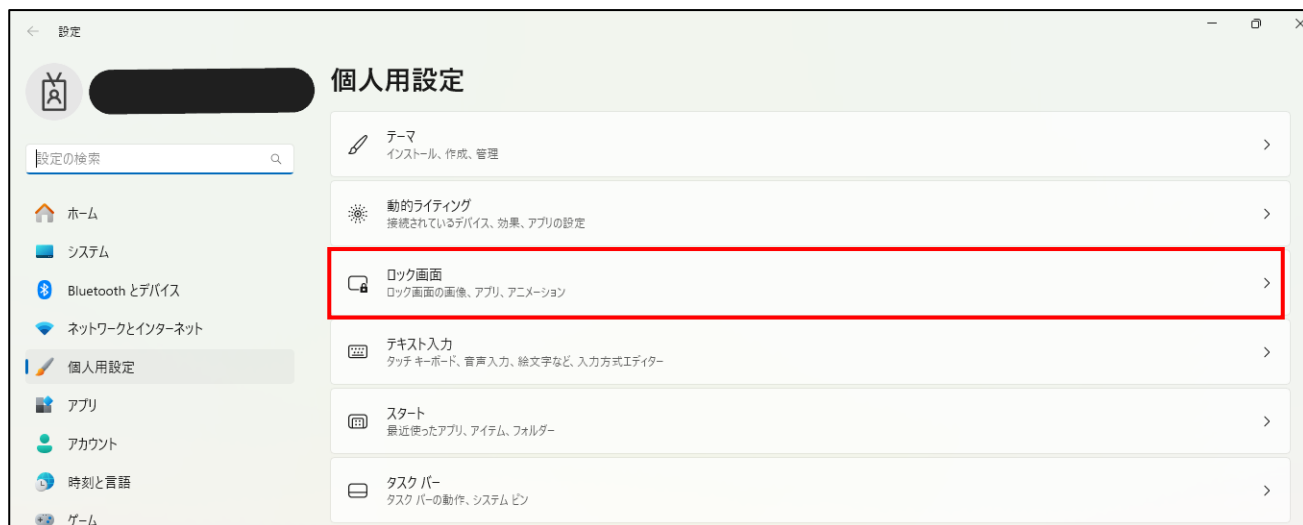 設定
個人用設定
設定の検索
ホーム
システム
Bluetooth とデバイス
ネットワークとインターネット
個人用設定
アプリ
アカウント
時刻と言語
ゲーム
テーマ
インストール、作成、管理
動的ライティング
接続されているデバイス、効果、アプリの設定
ロック画面
ロック画面の画像、アプリ、アニメーション
テキスト入力
タッチ キーボード、音声入力、絵文字など、入力方式エディター
スタート
最近使ったアプリ、アイテム、フォルダー
タスク バー
タスク バーの動作、システム ピン